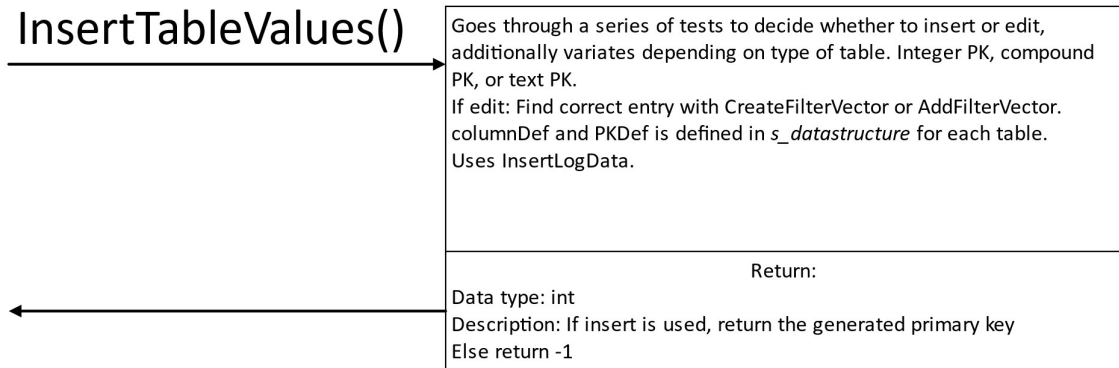 InsertTableValues()
Goes through a series of tests to decide whether to insert or edit,
additionally variates depending on type of table. Integer PK, compound
PK, or text PK.
If edit: Find correct entry with CreateFilterVector or AddFilterVector.
columnDef and PKDef is defined in s_datastructure for each table.
Uses InsertLogData.
Return:
Data type: int
Description: If insert is used, return the generated primary key
Else return -1